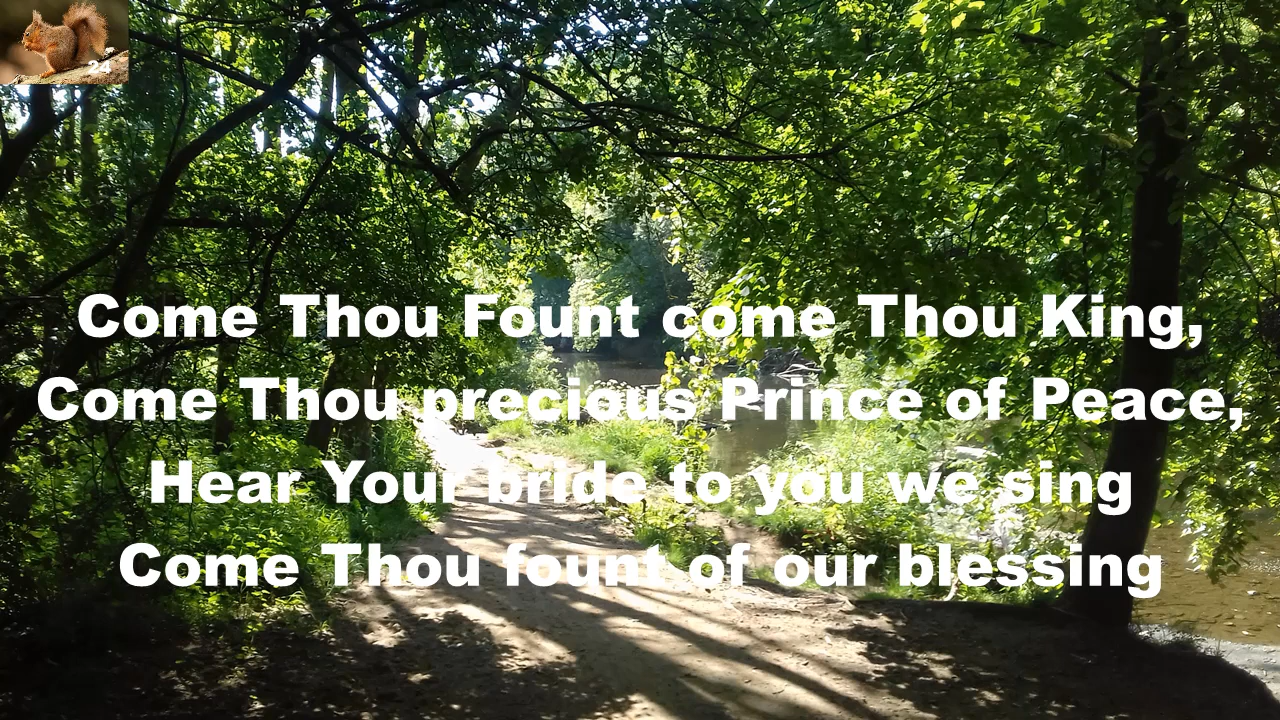 24
Come Thou Fount come Thou King,
Come Thou precious Prince of Peace,
Hear Your bride to you we sing
Come Thou fount of our blessing